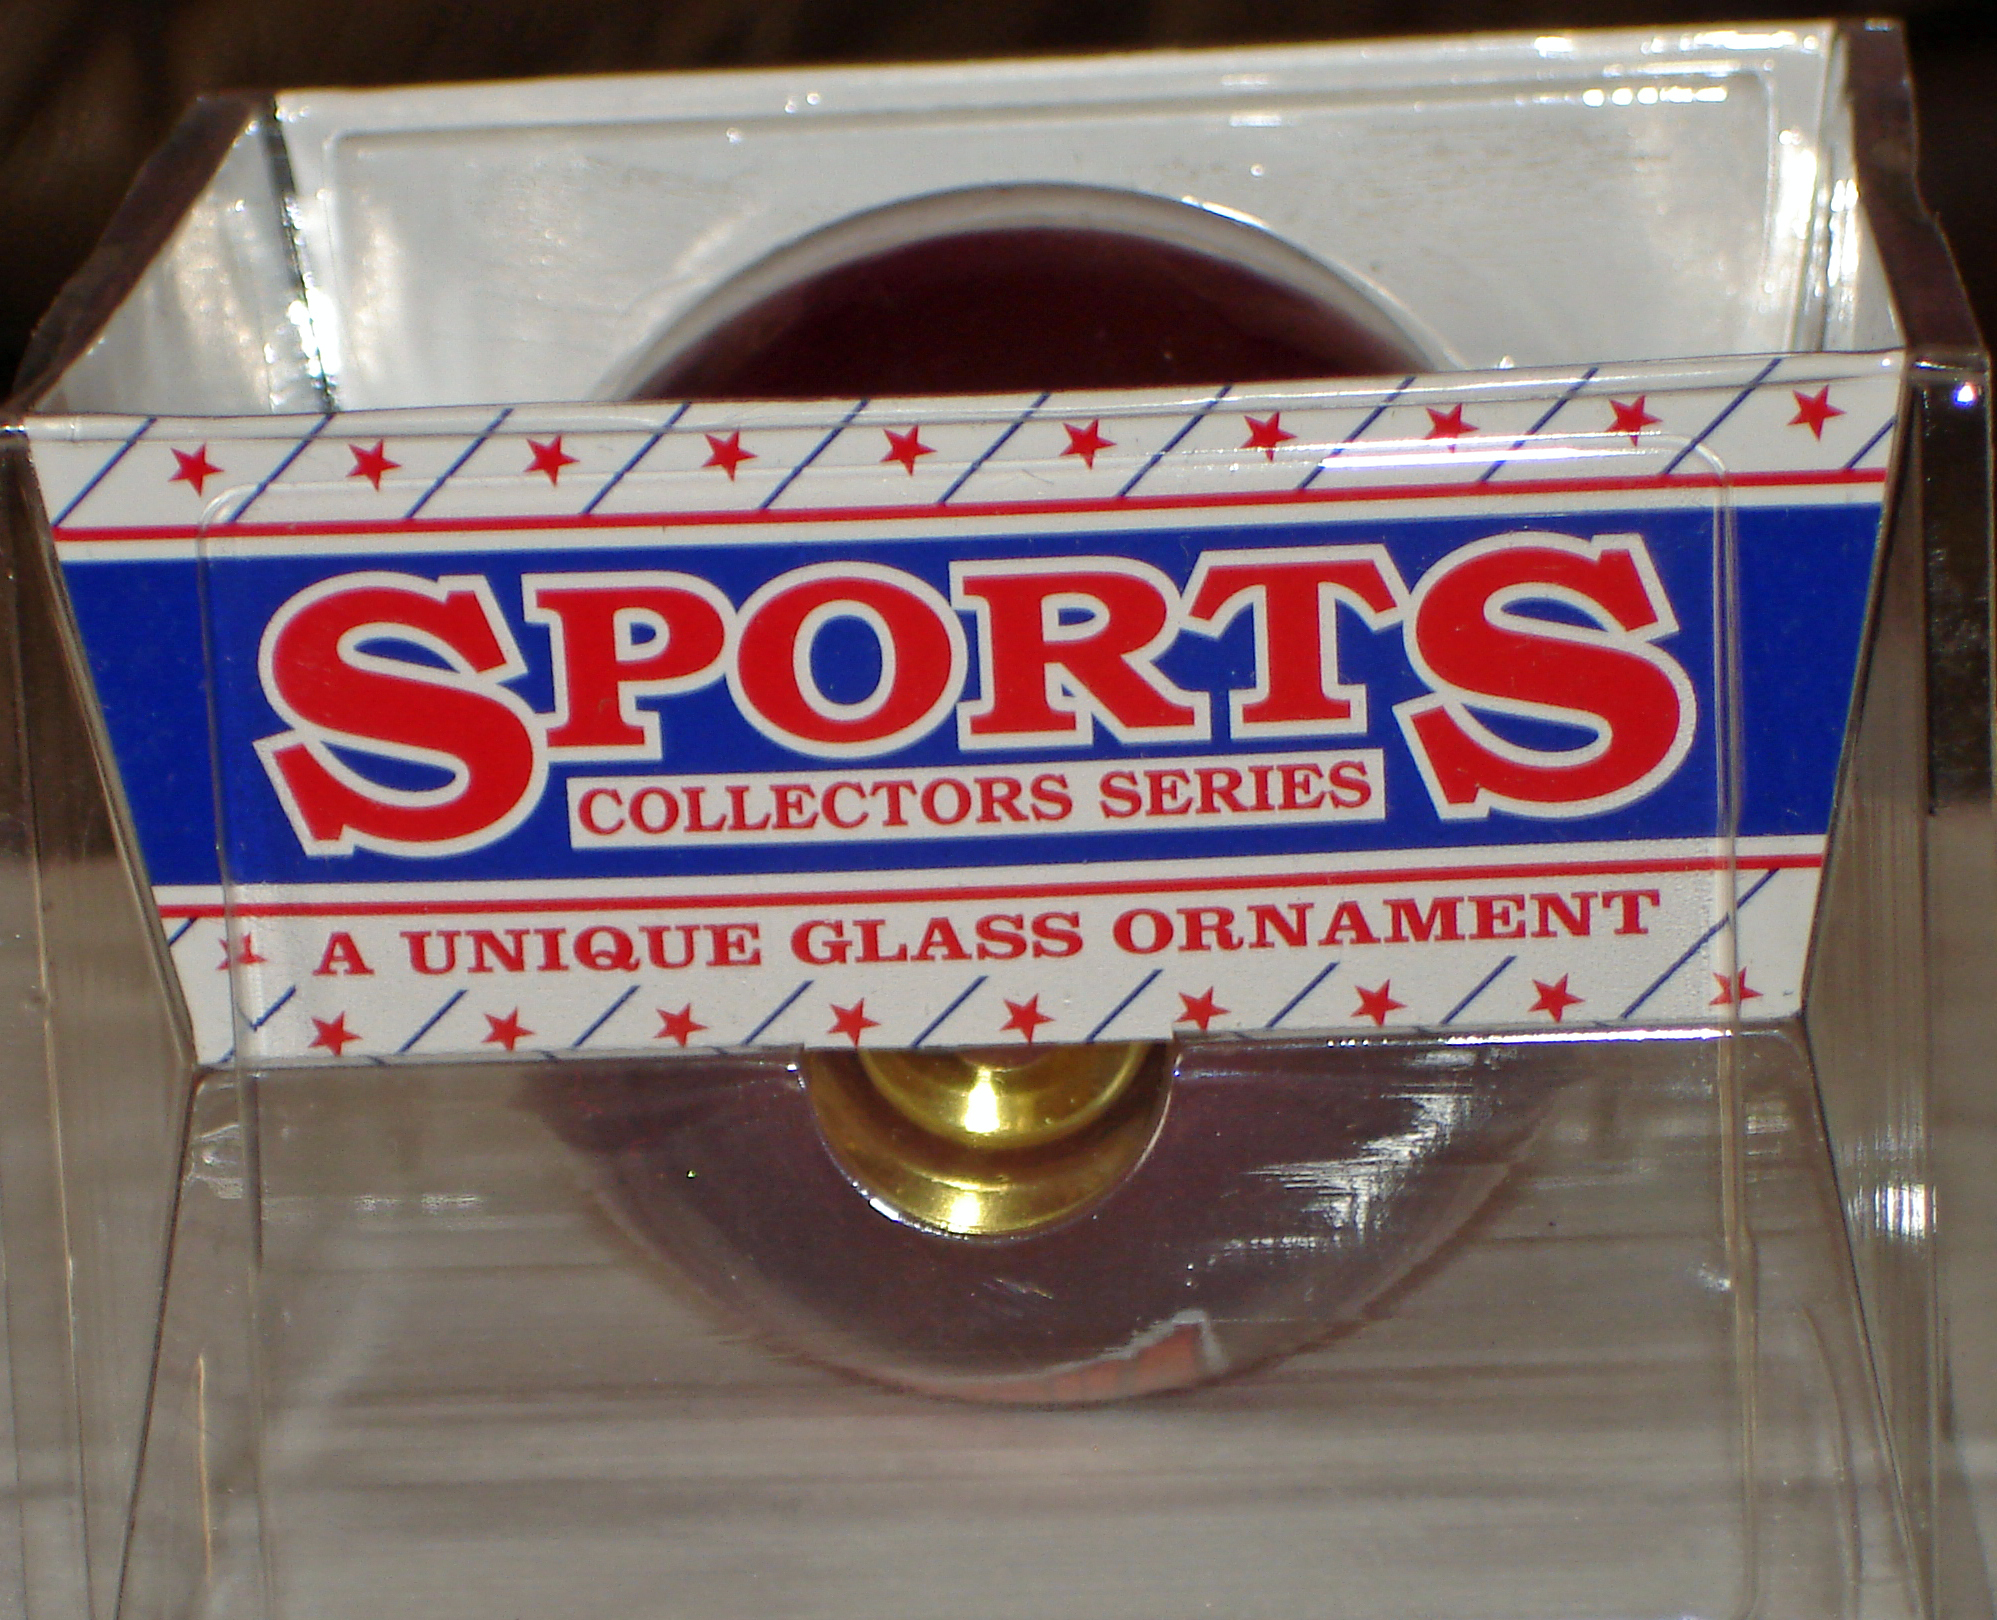 SPORTS
COLLECTORS SERIES
A UNIQUE GLASS ORNAMENT